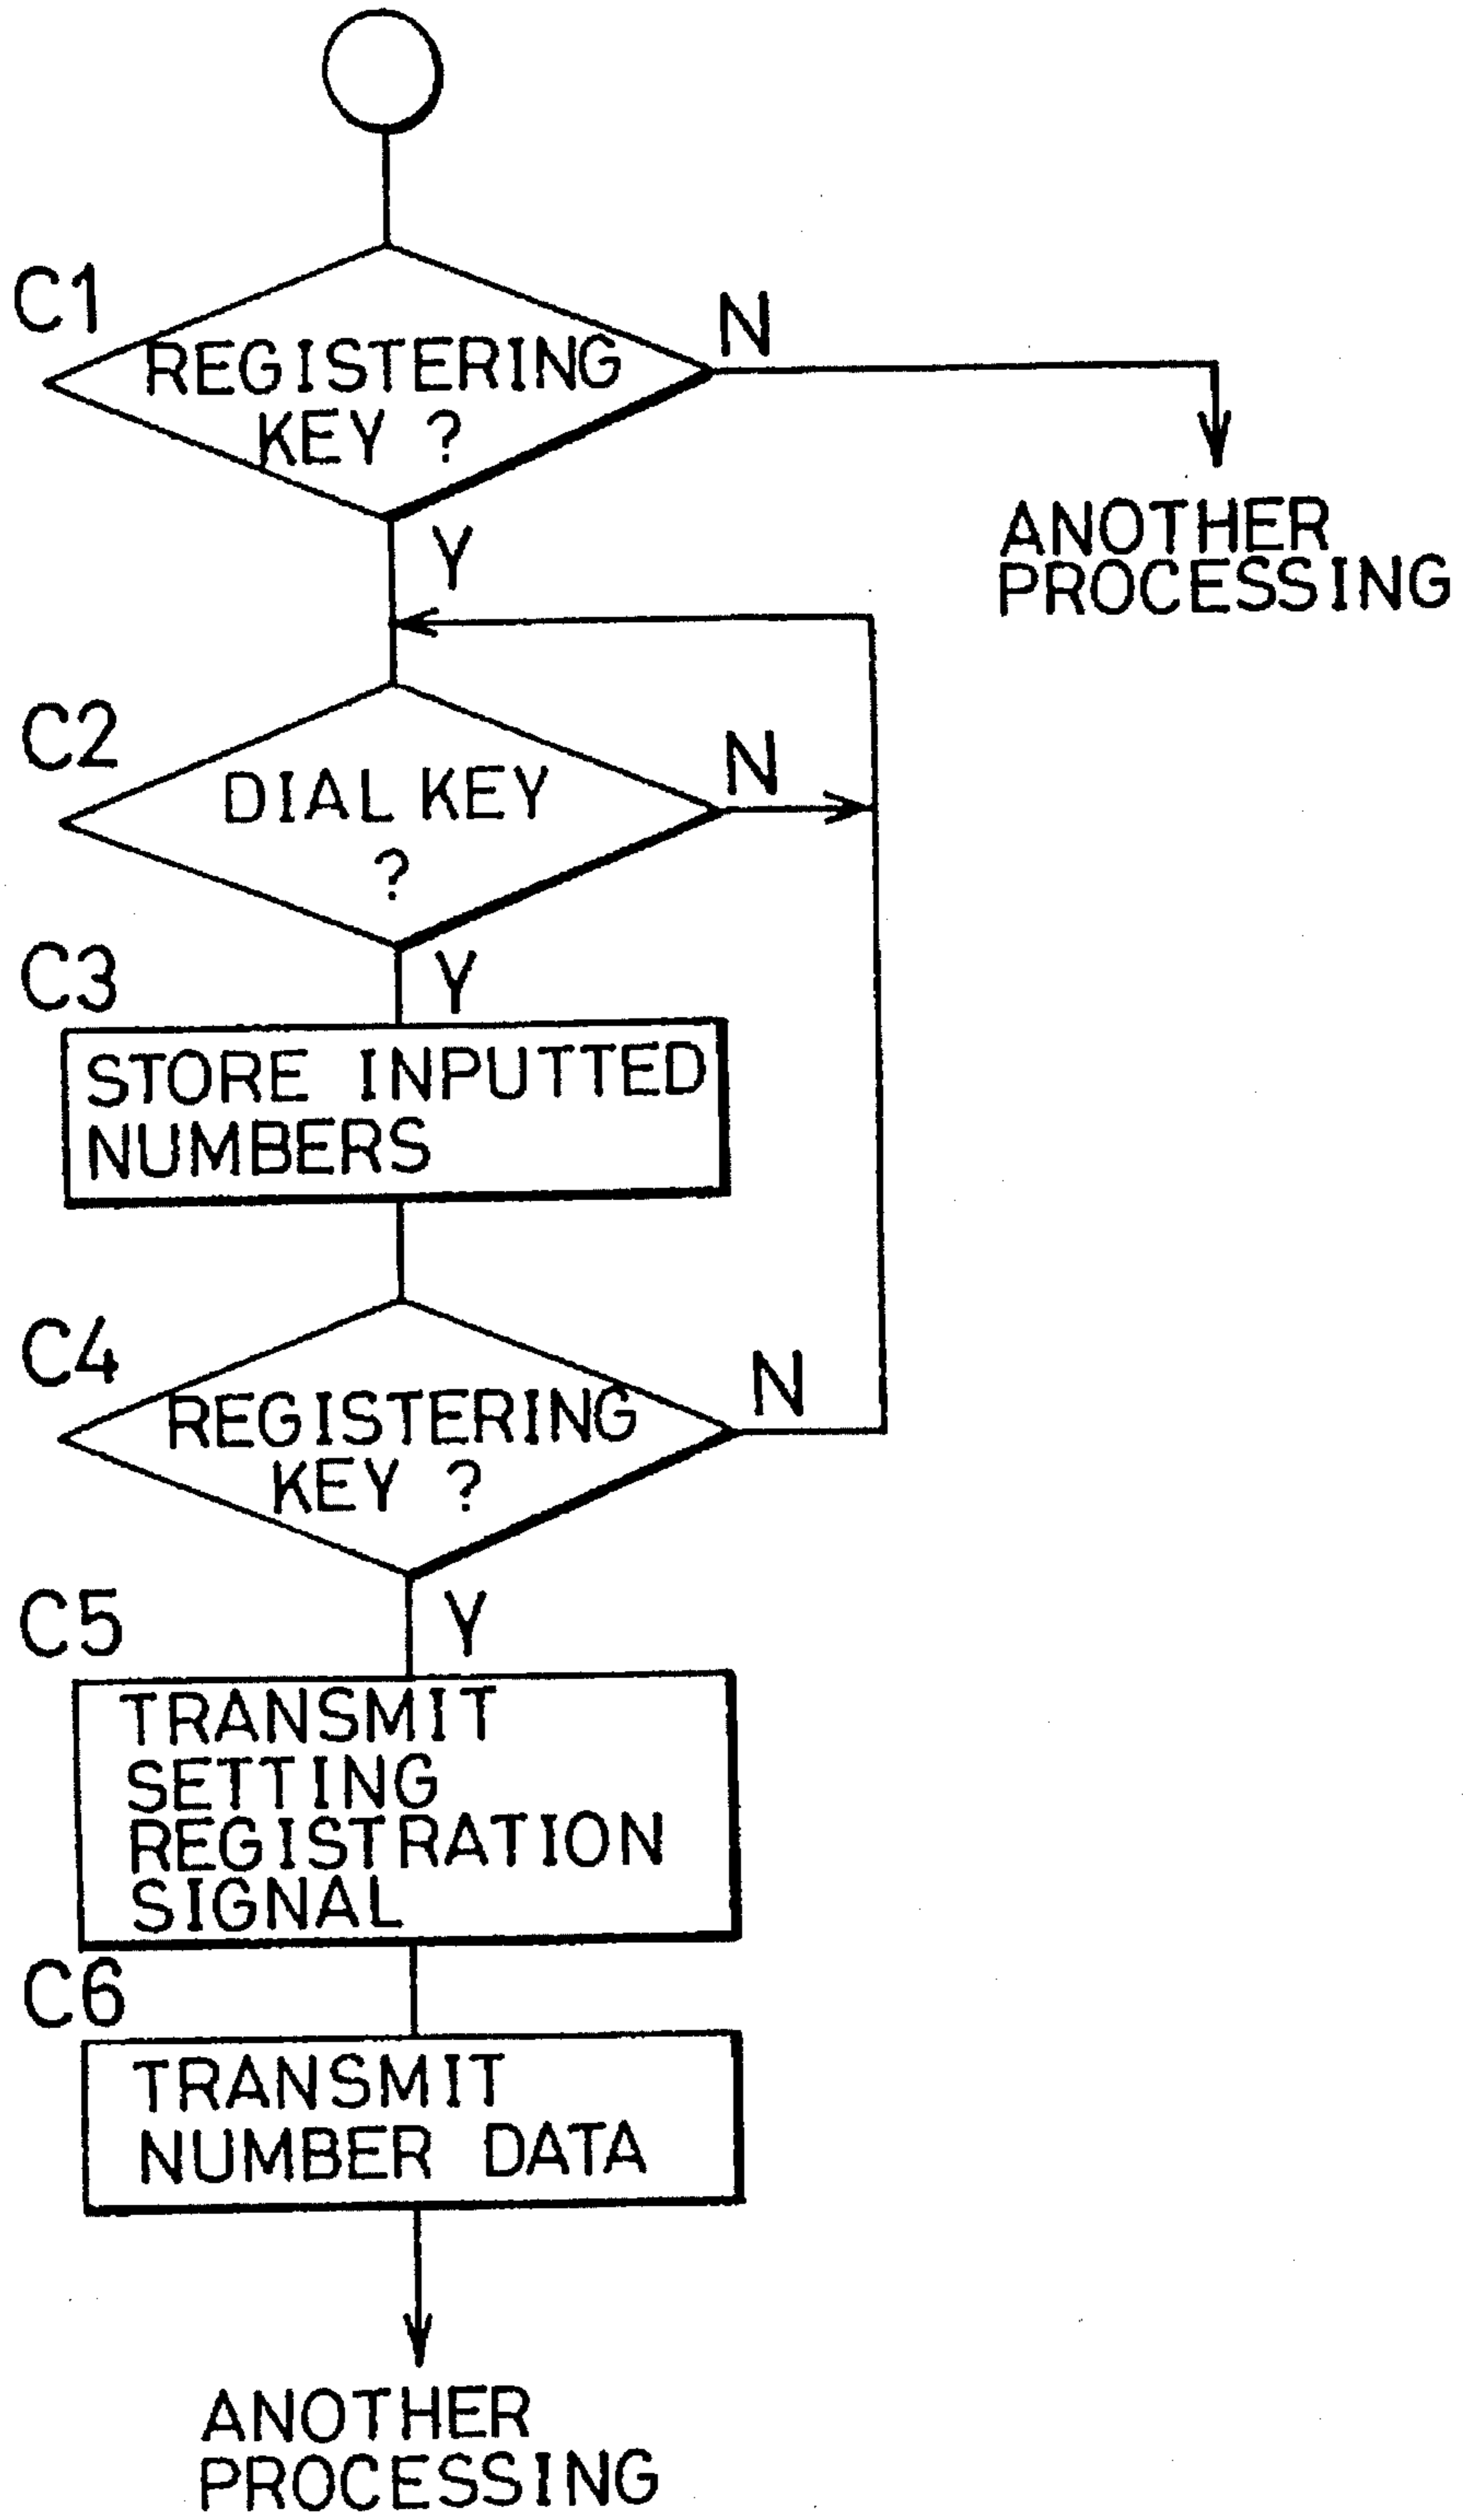 C1
REGISTERING
KEY ?
N
Y
ANOTHER
PROCESSING
C2
DIAL KEY
?
N
Y
C3
STORE INPUTTED
NUMBERS
C4
REGISTERING
KEY ?
N
Y
C5
TRANSMIT
SETTING
REGISTRATION
SIGNAL
C6
TRANSMIT
NUMBER DATA
ANOTHER
PROCESSING